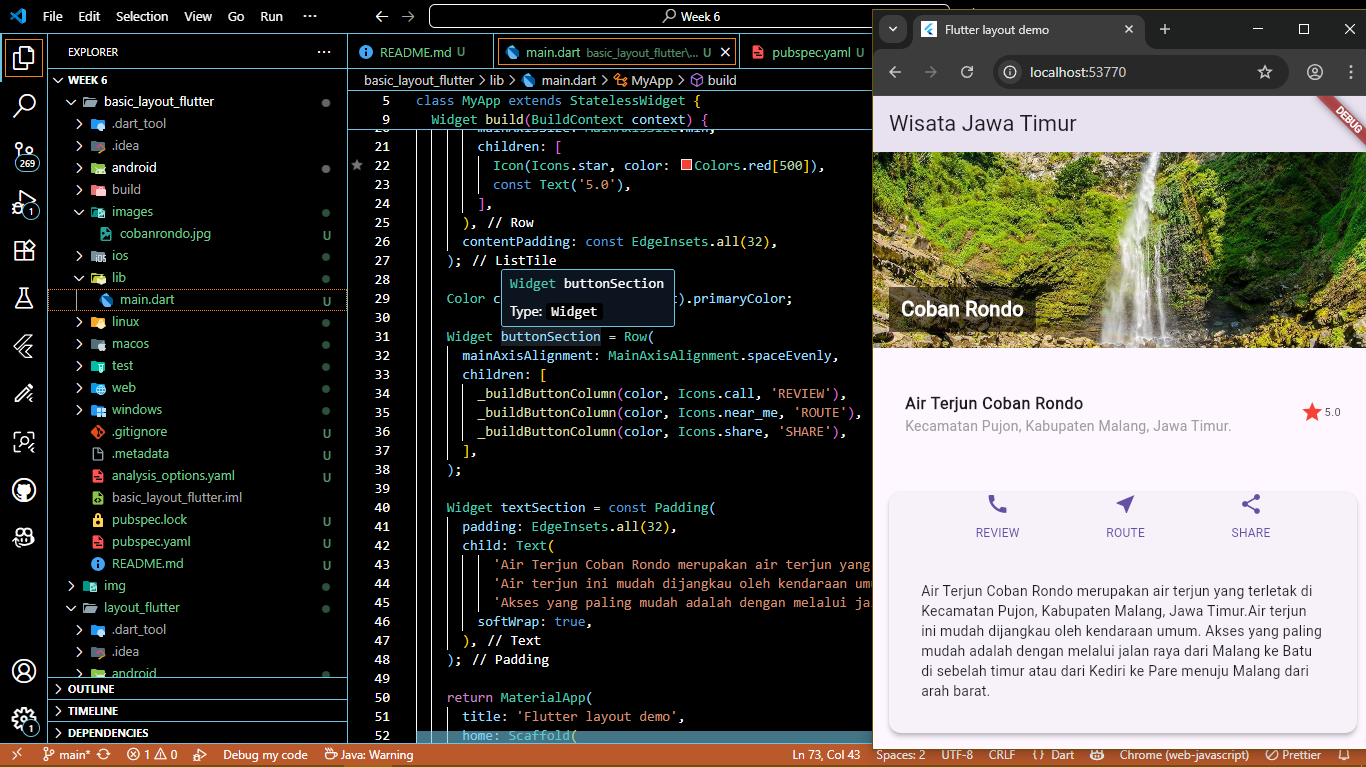 File Edit Selection View Go Run ···
Week 6
EXPLORER ···
WEEK 6
basic_layout_flutter
.dart_tool
.idea
android
build
images
cobanrondo.jpg U
ios
lib
main.dart U
linux
macos
test
web
windows
.gitignore U
.metadata U
analysis_options.yaml U
basic_layout_flutter.iml
pubspec.lock U
pubspec.yaml U
README.md U
img
layout_flutter
.dart_tool
.idea
android
OUTLINE
TIMELINE
DEPENDENCIES
269
1
1
README.md U
main.dart basic_layout_flutter\... U
pubspec.yaml U
basic_layout_flutter > lib > main.dart > MyApp > build
5 class MyApp extends StatelessWidget {
9 Widget build(BuildContext context) {
21 children: [
22 Icon(Icons.star, color: Colors.red[500]),
23 const Text('5.0'),
24 ],
25 ), // Row
26 contentPadding: const EdgeInsets.all(32),
27 ); // ListTile
28
Widget buttonSection
Type: Widget
29 Color c ).primaryColor;
30
31 Widget buttonSection = Row(
32 mainAxisAlignment: MainAxisAlignment.spaceEvenly,
33 children: [
34 _buildButtonColumn(color, Icons.call, 'REVIEW'),
35 _buildButtonColumn(color, Icons.near_me, 'ROUTE'),
36 _buildButtonColumn(color, Icons.share, 'SHARE'),
37 ],
38 );
39
40 Widget textSection = const Padding(
41 padding: EdgeInsets.all(32),
42 child: Text(
43 'Air Terjun Coban Rondo merupakan air terjun yang
44 'Air terjun ini mudah dijangkau oleh kendaraan umu
45 'Akses yang paling mudah adalah dengan melalui ja
46 softWrap: true,
47 ), // Text
48 ); // Padding
49
50 return MaterialApp(
51 title: 'Flutter layout demo',
52 home: Scaffold(
Flutter layout demo
localhost:53770
Wisata Jawa Timur
DEBUG
Coban Rondo
Air Terjun Coban Rondo
Kecamatan Pujon, Kabupaten Malang, Jawa Timur.
5.0
REVIEW ROUTE SHARE
Air Terjun Coban Rondo merupakan air terjun yang terletak di
Kecamatan Pujon, Kabupaten Malang, Jawa Timur.Air terjun
ini mudah dijangkau oleh kendaraan umum. Akses yang paling
mudah adalah dengan melalui jalan raya dari Malang ke Batu
di sebelah timur atau dari Kediri ke Pare menuju Malang dari
arah barat.
main* 1 0 Debug my code Java: Warning Ln 73, Col 43 Spaces: 2 UTF-8 CRLF {} Dart Chrome (web-javascript) Prettier